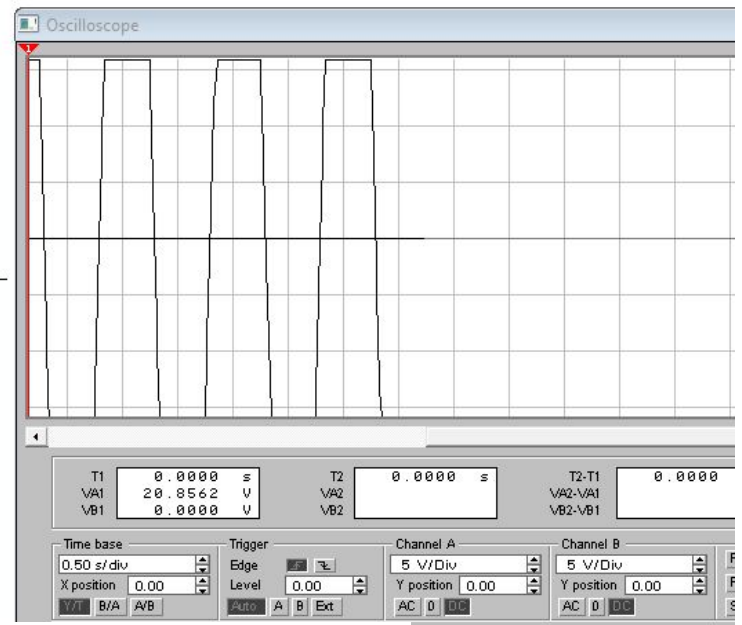 Oscilloscope
1
T1 0.0000 s T2 0.0000 s T2-T1 0.0000
VA1 20.8562 V VA2 VA2-VA1
VB1 0.0000 V VB2 VB2-VB1
Time base Trigger Channel A Channel B
0.50 s/div Edge 5 V/Div 5 V/Div
X position 0.00 Level 0.00 Y position 0.00 Y position 0.00
Y/T B/A A/B Auto A B Ext AC 0 DC AC 0 DC